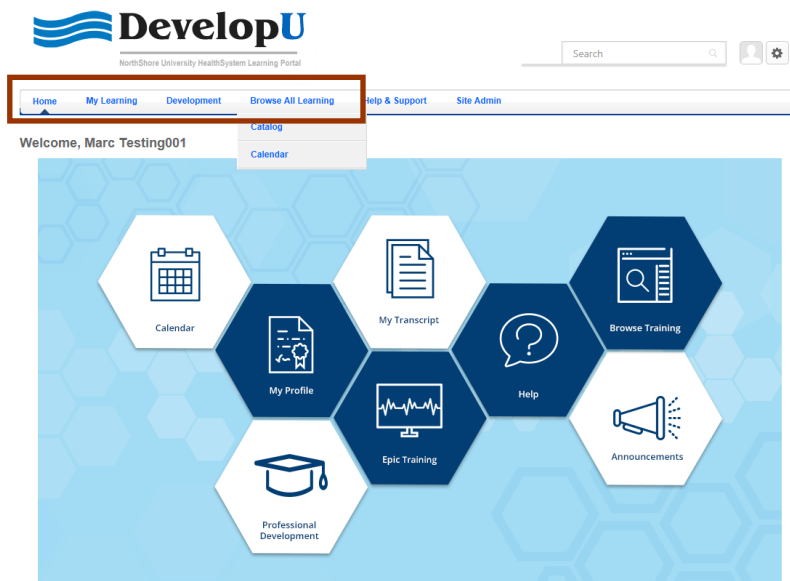 DevelopU
NorthShore University HealthSystem Learning Portal
Search
Home My Learning Development Browse All Learning Help & Support Site Admin
Catalog
Calendar
Welcome, Marc Testing001
Calendar
My Transcript
Browse Training
My Profile
Help
Epic Training
Announcements
Professional
Development